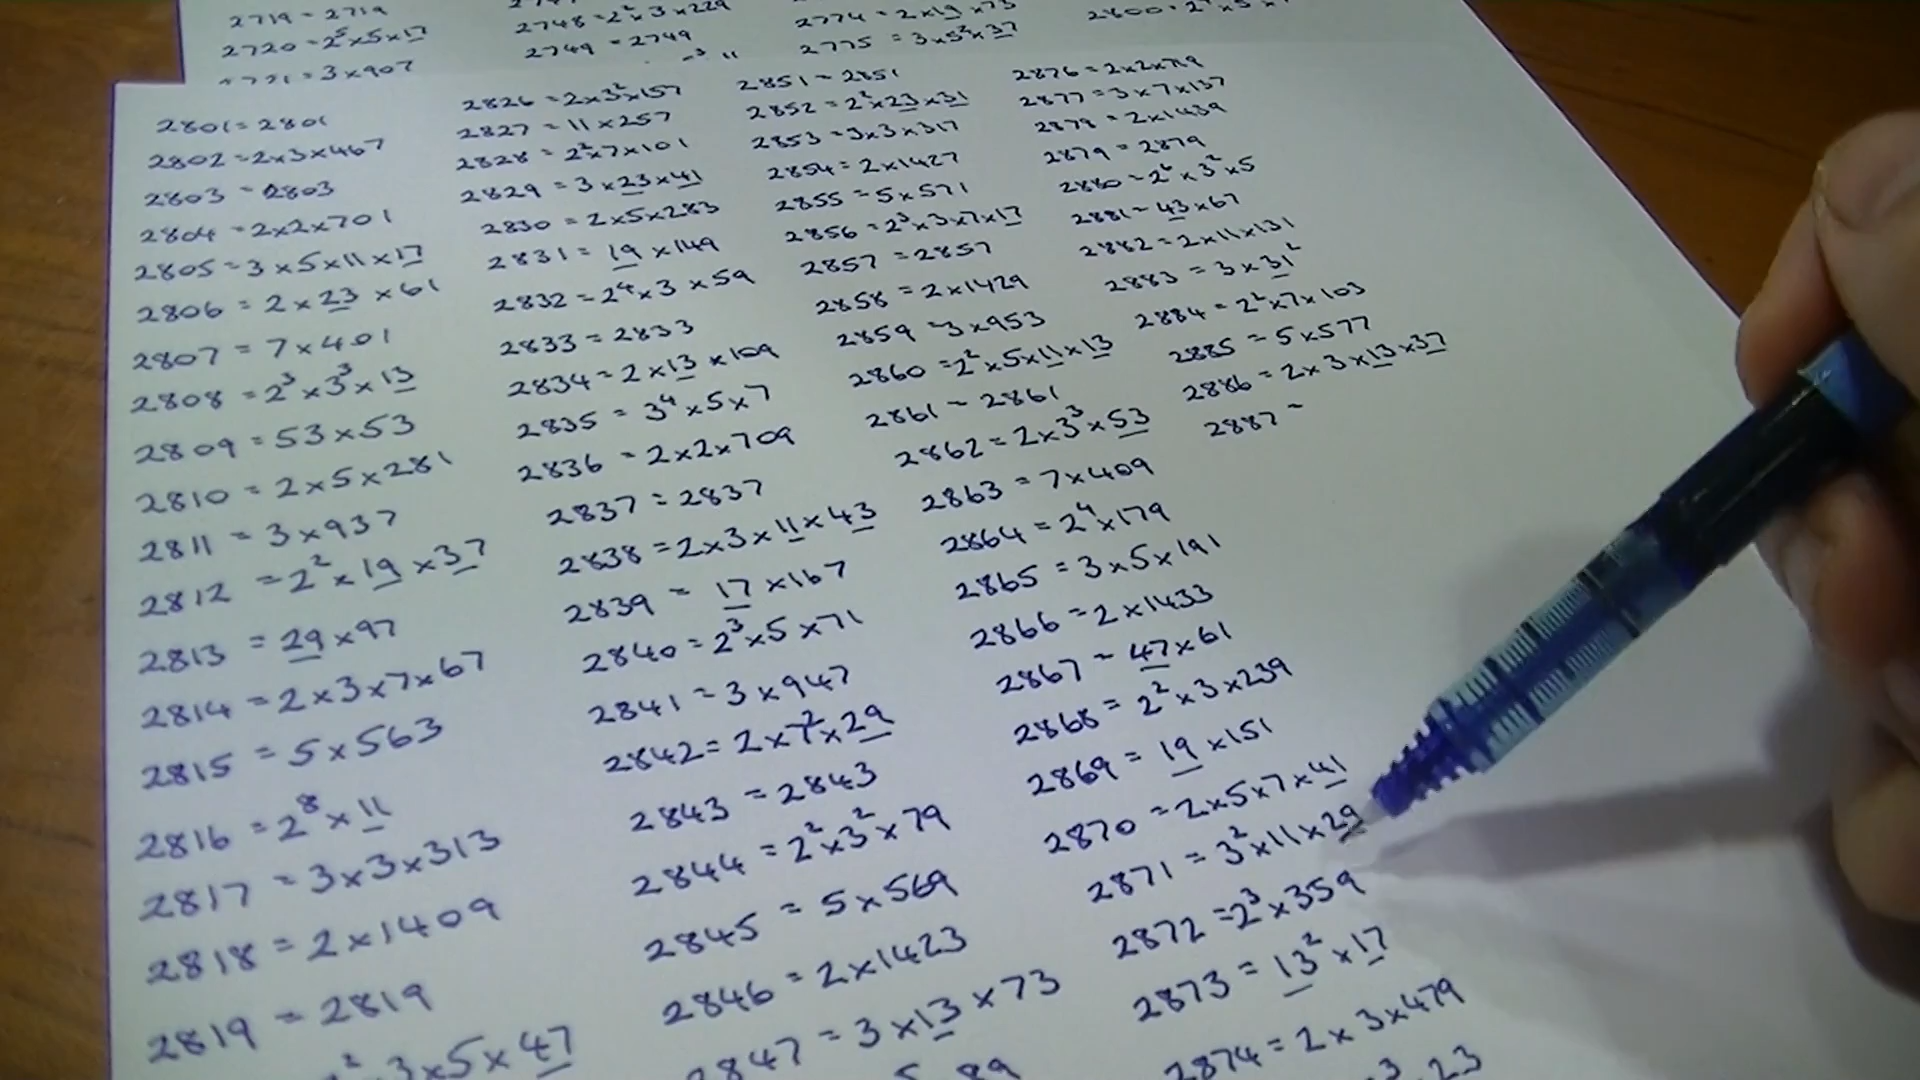 2719 = 2719
2720 = 2⁵×5×17
2721 = 3×907
2748 = 2²×3×229
2749 = 2749
2774 = 2×19×73
2775 = 3×5²×37
2801 = 2801
2802 = 2×3×467
2803 = 2803
2804 = 2×2×701
2805 = 3×5×11×17
2806 = 2×23×61
2807 = 7×401
2808 = 2³×3³×13
2809 = 53×53
2810 = 2×5×281
2811 = 3×937
2812 = 2²×19×37
2813 = 29×97
2814 = 2×3×7×67
2815 = 5×563
2816 = 2⁸×11
2817 = 3×3×313
2818 = 2×1409
2819 = 2819
² 3×5×47
2826 = 2×3²×157
2827 = 11×257
2828 = 2²×7×101
2829 = 3×23×41
2830 = 2×5×283
2831 = 19×149
2832 = 2⁴×3×59
2833 = 2833
2834 = 2×13×109
2835 = 3⁴×5×7
2836 = 2×2×709
2837 = 2837
2838 = 2×3×11×43
2839 = 17×167
2840 = 2³×5×71
2841 = 3×947
2842 = 2×7²×29
2843 = 2843
2844 = 2²×3²×79
2845 = 5×569
2846 = 2×1423
2847 = 3×13×73
2851 = 2851
2852 = 2²×23×31
2853 = 3×3×317
2854 = 2×1427
2855 = 5×571
2856 = 2³×3×7×17
2857 = 2857
2858 = 2×1429
2859 = 3×953
2860 = 2²×5×11×13
2861 = 2861
2862 = 2×3³×53
2863 = 7×409
2864 = 2⁴×179
2865 = 3×5×191
2866 = 2×1433
2867 = 47×61
2868 = 2²×3×239
2869 = 19×151
2870 = 2×5×7×41
2871 = 3²×11×29
2872 = 2³×359
2873 = 13²×17
2874 = 2×3×479
³ 23
2876 = 2×2×719
2877 = 3×7×137
2879 = 2×1439
2879 = 2879
2880 = 2⁶×3²×5
2881 = 43×67
2882 = 2×11×131
2883 = 3×31²
2884 = 2²×7×103
2885 = 5×577
2886 = 2×3×13×37
2887 =